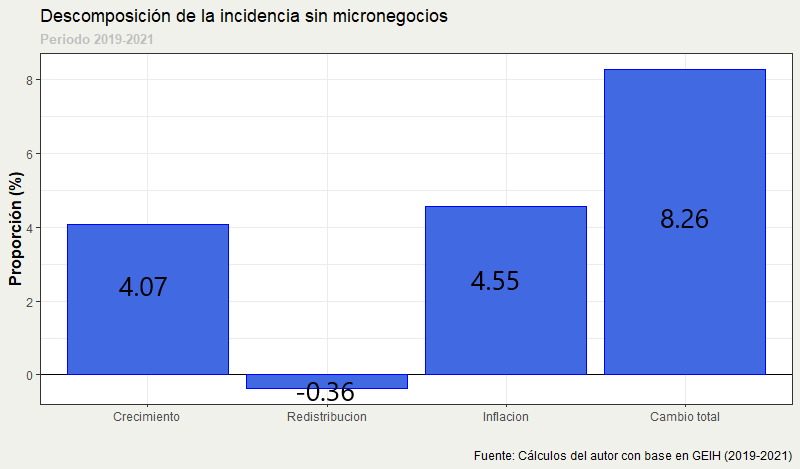 Descomposición de la incidencia sin micronegocios
Periodo 2019-2021
Proporción (%)
8
6
4
2
0
4.07
-0.36
4.55
8.26
Crecimiento
Redistribucion
Inflacion
Cambio total
Fuente: Cálculos del autor con base en GEIH (2019-2021)